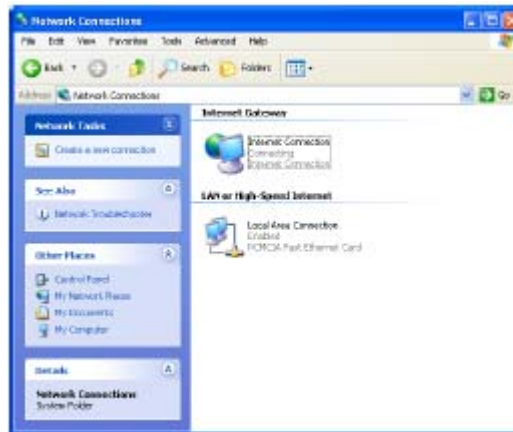 Network Connections
File Edit View Favorites Tools Advanced Help
Back Search Folders
Address Network Connections Go
Network Tasks
Create a new connection
See Also
Network Troubleshooter
Other Places
Control Panel
My Network Places
My Documents
My Computer
Details
Network Connections
System Folder
Internet Gateway
Internet Connection
Connecting
Internet Connection
LAN or High-Speed Internet
Local Area Connection
Enabled
PCMCIA Fast Ethernet Card